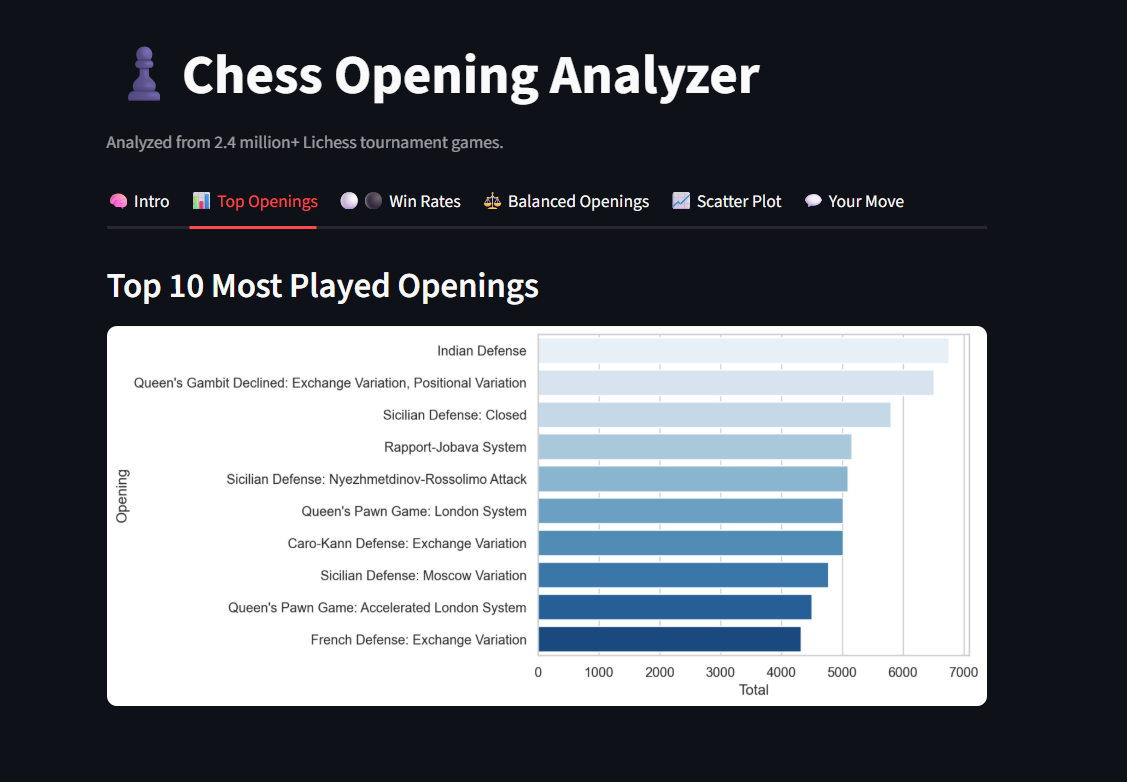 Chess Opening Analyzer
Analyzed from 2.4 million+ Lichess tournament games.
Intro Top Openings Win Rates Balanced Openings Scatter Plot Your Move
Top 10 Most Played Openings
Opening
Indian Defense
Queen's Gambit Declined: Exchange Variation, Positional Variation
Sicilian Defense: Closed
Rapport-Jobava System
Sicilian Defense: Nyezhmetdinov-Rossolimo Attack
Queen's Pawn Game: London System
Caro-Kann Defense: Exchange Variation
Sicilian Defense: Moscow Variation
Queen's Pawn Game: Accelerated London System
French Defense: Exchange Variation
0 1000 2000 3000 4000 5000 6000 7000
Total